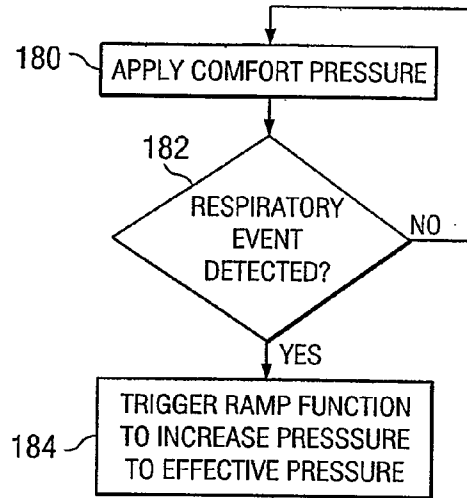 180
APPLY COMFORT PRESSURE
182
RESPIRATORY
EVENT
DETECTED?
NO
YES
184
TRIGGER RAMP FUNCTION
TO INCREASE PRESSSURE
TO EFFECTIVE PRESSURE